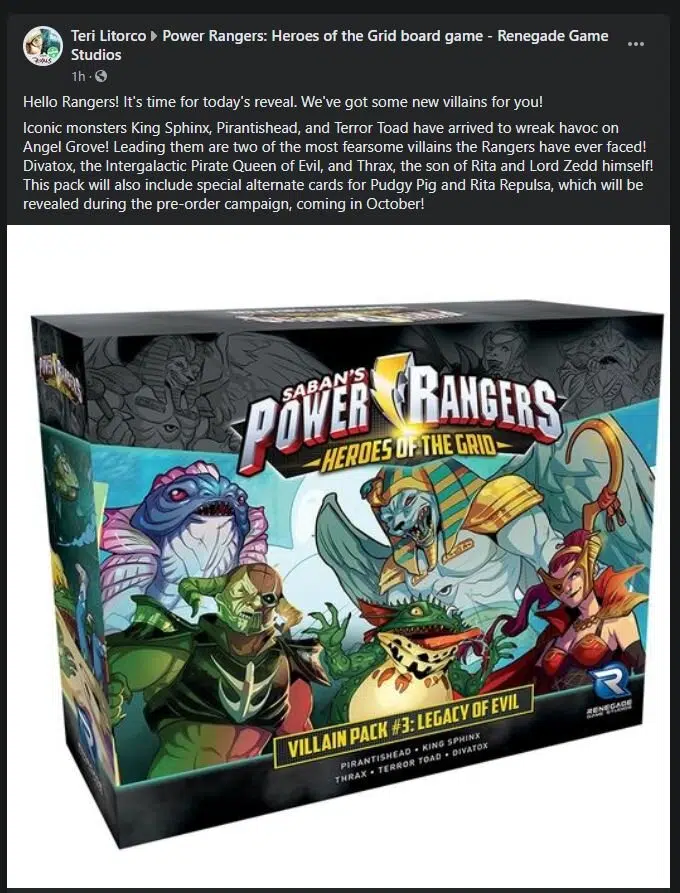 Teri Litorco ▸ Power Rangers: Heroes of the Grid board game - Renegade Game
Studios
1h ·
Hello Rangers! It's time for today's reveal. We've got some new villains for you!
Iconic monsters King Sphinx, Pirantishead, and Terror Toad have arrived to wreak havoc on
Angel Grove! Leading them are two of the most fearsome villains the Rangers have ever faced!
Divatox, the Intergalactic Pirate Queen of Evil, and Thrax, the son of Rita and Lord Zedd himself!
This pack will also include special alternate cards for Pudgy Pig and Rita Repulsa, which will be
revealed during the pre-order campaign, coming in October!
SABAN'S
POWER RANGERS
HEROES OF THE GRID
VILLAIN PACK #3: LEGACY OF EVIL
PIRANTISHEAD • KING SPHINX
THRAX • TERROR TOAD • DIVATOX
RENEGADE
GAME STUDIOS